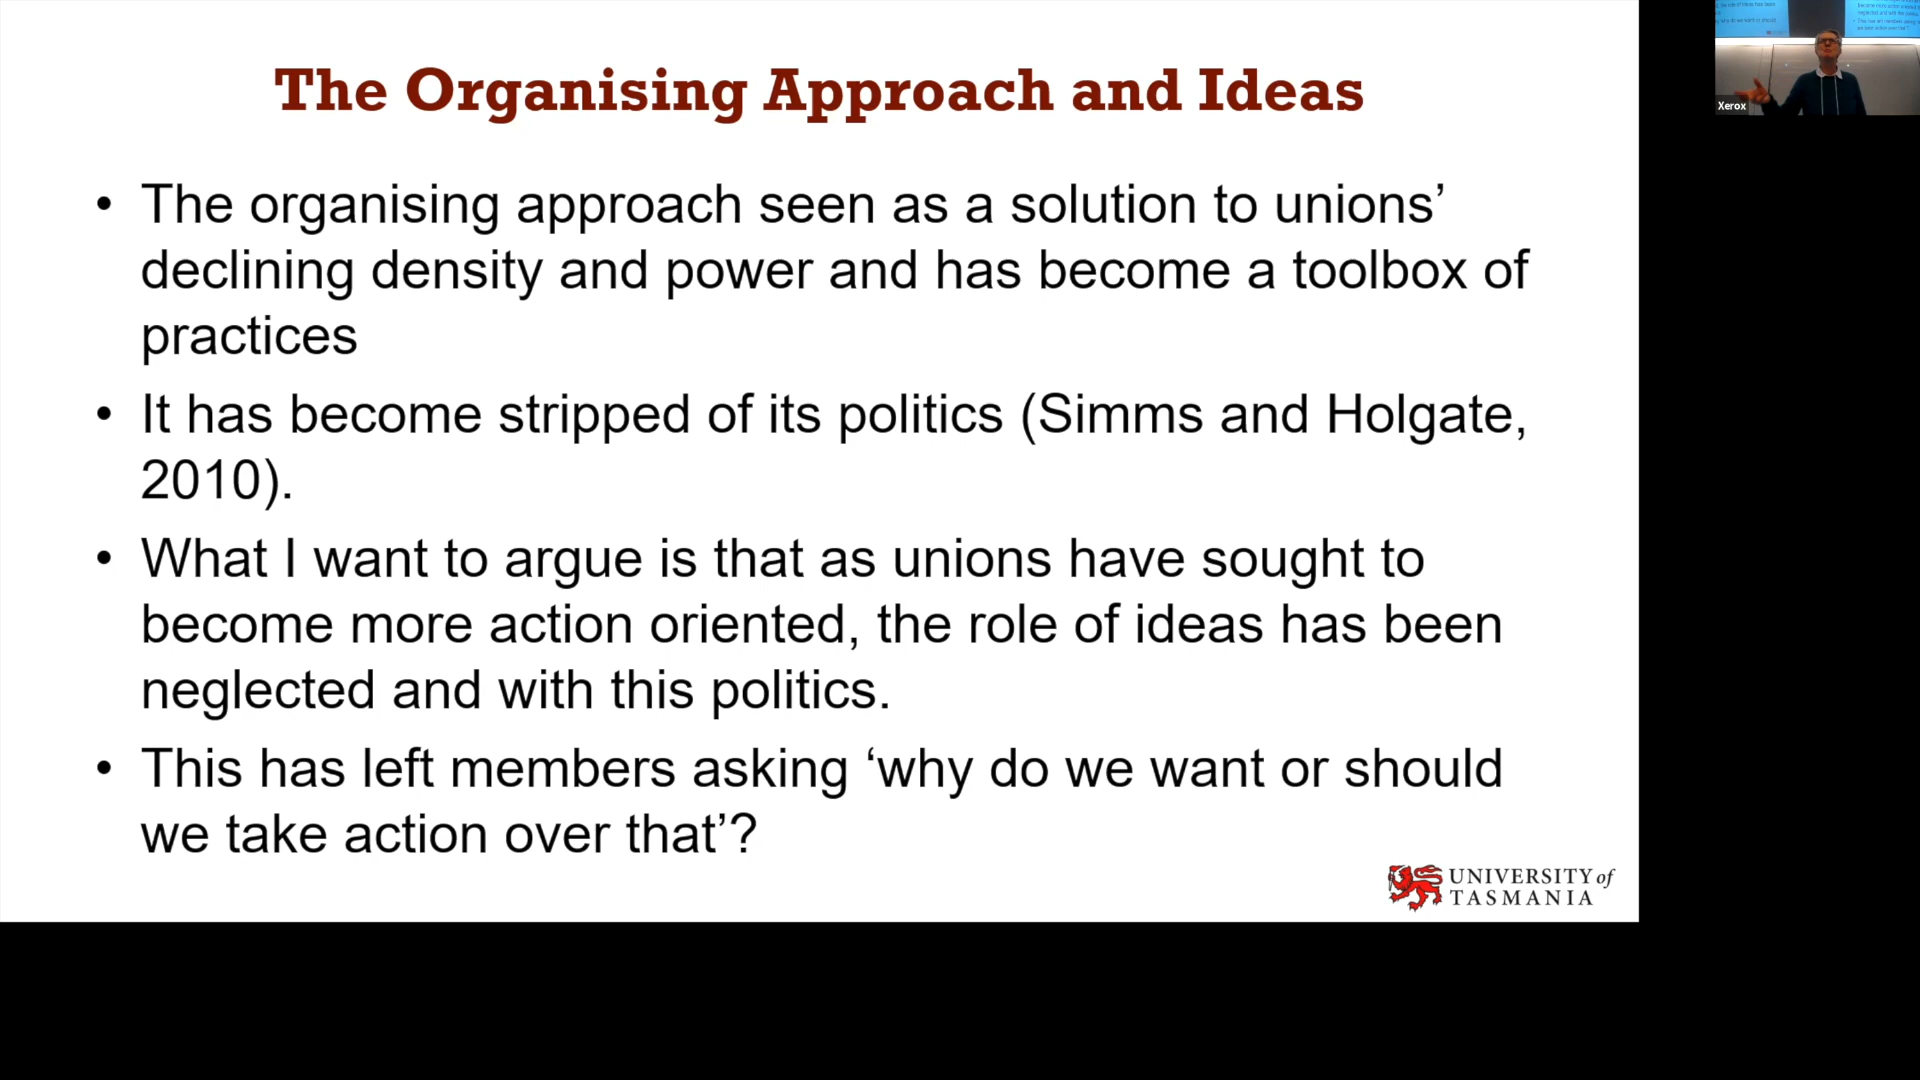 The Organising Approach and Ideas
• The organising approach seen as a solution to unions’
declining density and power and has become a toolbox of
practices
• It has become stripped of its politics (Simms and Holgate,
2010).
• What I want to argue is that as unions have sought to
become more action oriented, the role of ideas has been
neglected and with this politics.
• This has left members asking ‘why do we want or should
we take action over that’?
UNIVERSITY of
TASMANIA
Xerox